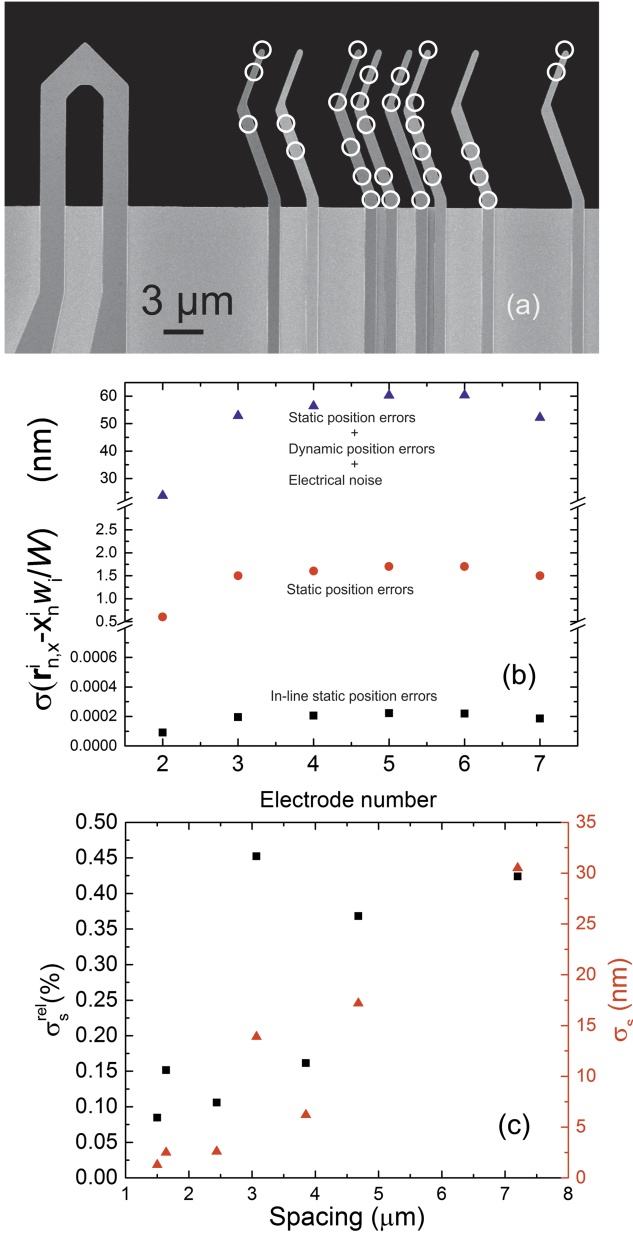 3 μm
(a)
60
50
40
30
2.5
2.0
1.5
1.0
0.5
0.0006
0.0004
0.0002
0.0000
σ(r^i_{n,x}-x^i_n w_i/W) (nm)
Static position errors
+
Dynamic position errors
+
Electrical noise
Static position errors
(b)
In-line static position errors
2 3 4 5 6 7
Electrode number
0.50
0.45
0.40
0.35
0.30
0.25
0.20
0.15
0.10
0.05
0.00
σ_s^rel(%)
35
30
25
20
15
10
5
0
σ_s (nm)
(c)
1 2 3 4 5 6 7 8
Spacing (μm)